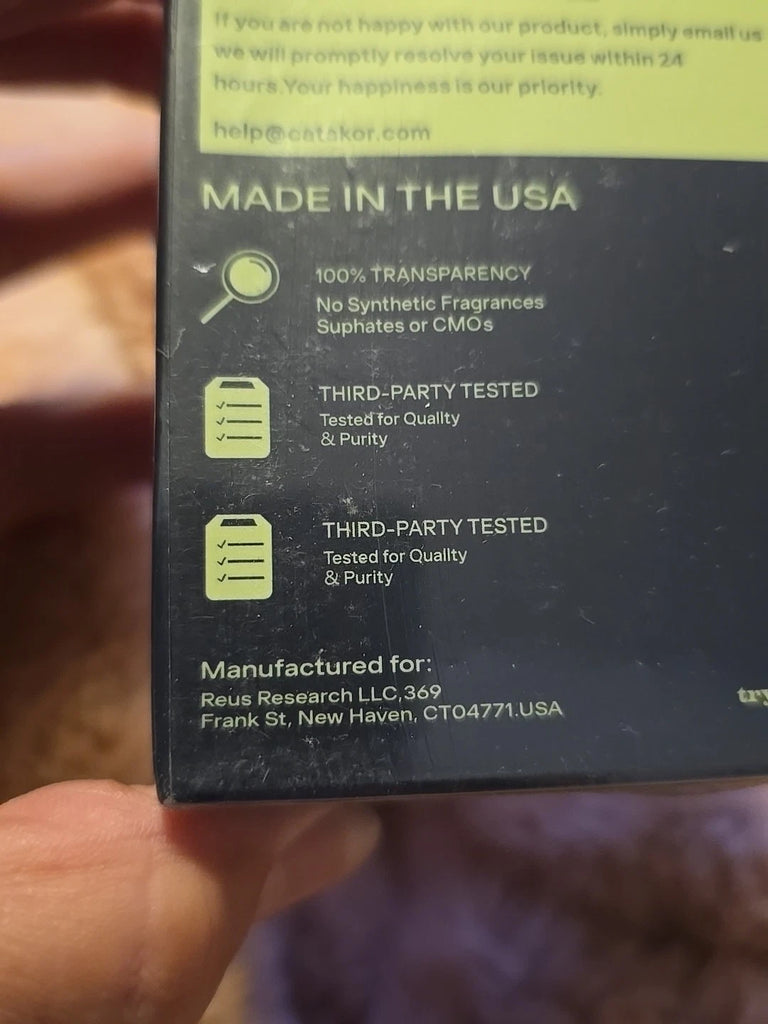 If you are not happy with our product, simply email us
we will promptly resolve your issue within 24
hours.Your happiness is our priority.
help@catakor.com
MADE IN THE USA
100% TRANSPARENCY
No Synthetic Fragrances
Suphates or CMOs
THIRD-PARTY TESTED
Tested for Quality
& Purity
THIRD-PARTY TESTED
Tested for Quality
& Purity
Manufactured for:
Reus Research LLC,369
Frank St, New Haven, CT04771.USA
try